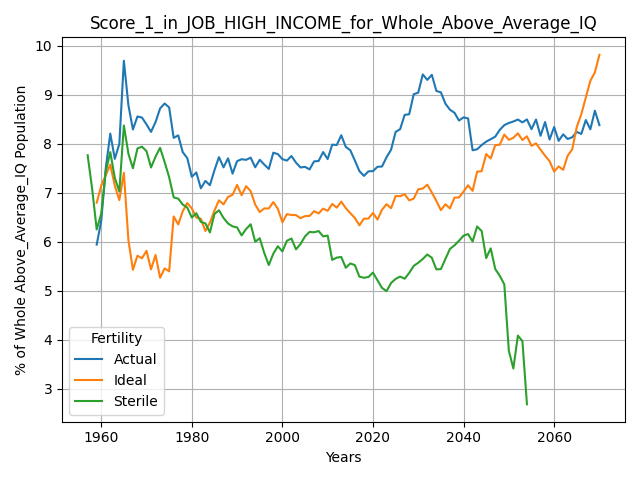 Score_1_in_JOB_HIGH_INCOME_for_Whole_Above_Average_IQ
% of Whole Above_Average_IQ Population
10
9
8
7
6
5
4
3
Fertility
Actual
Ideal
Sterile
1960
1980
2000
2020
2040
2060
Years